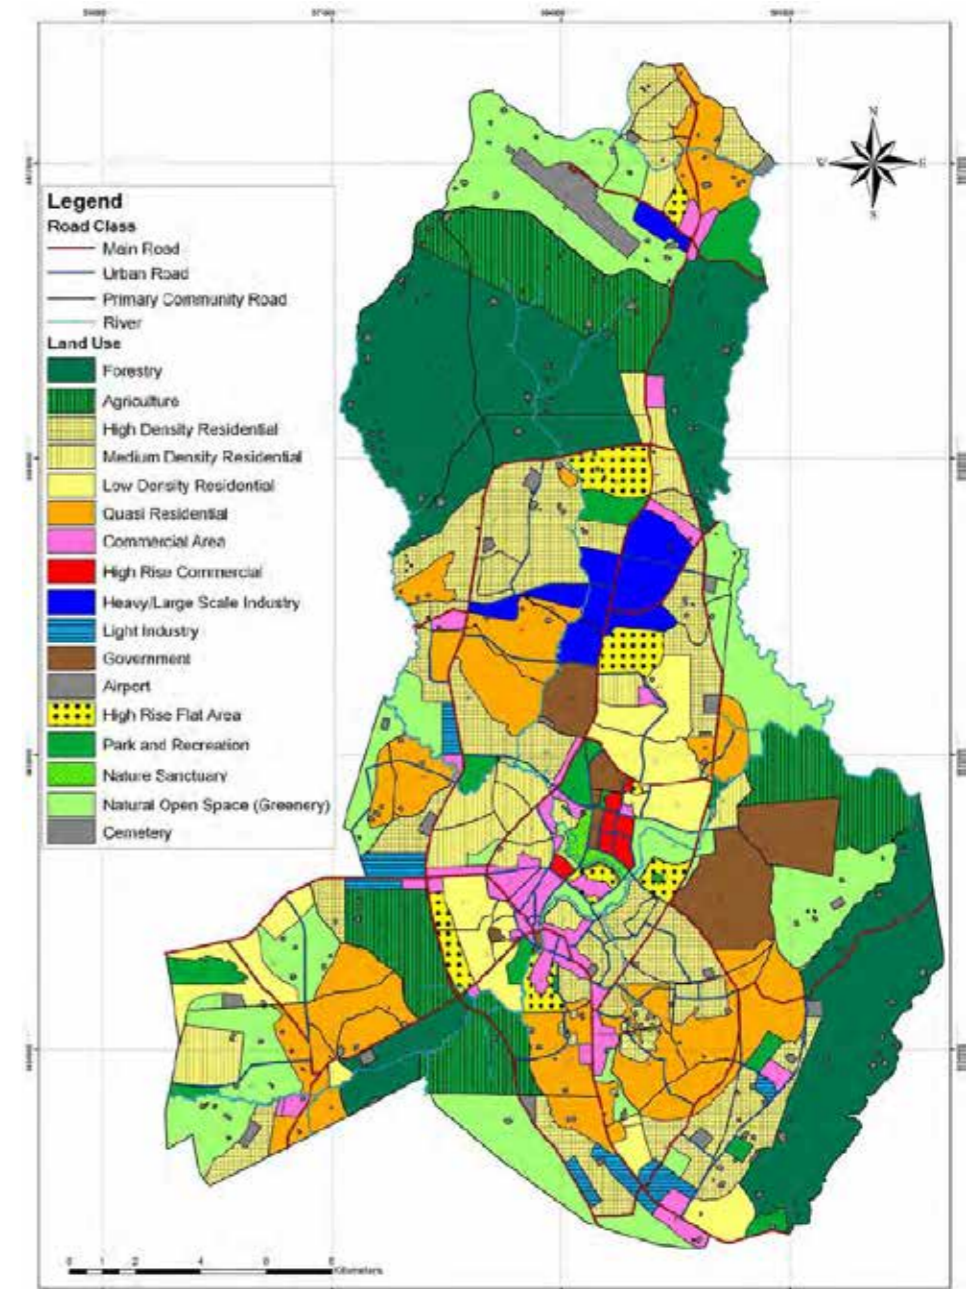 N
W
E
S
Legend
Road Class
Main Road
Urban Road
Primary Community Road
River
Land Use
Forestry
Agriculture
High Density Residential
Medium Density Residential
Low Density Residential
Quasi Residential
Commercial Area
High Rise Commercial
Heavy/Large Scale Industry
Light Industry
Government
Airport
High Rise Flat Area
Park and Recreation
Nature Sanctuary
Natural Open Space (Greenery)
Cemetery
0 1 2 4 6 8
Kilometers